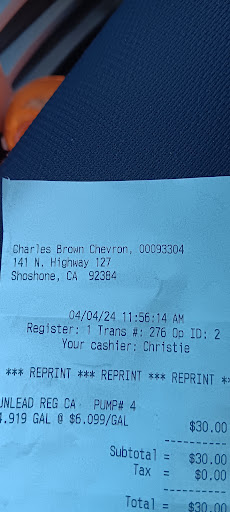 Charles Brown Chevron, 00093304
141 N. Highway 127
Shoshone, CA 92384
04/04/24 11:56:14 AM
Register: 1 Trans #: 276 Op ID: 2
Your cashier: Christie
*** REPRINT *** REPRINT *** REPRINT **
UNLEAD REG CA PUMP# 4
4.919 GAL @ $6.099/GAL $30.00
----------
Subtotal = $30.00
Tax = $0.00
----------
Total = $30.00